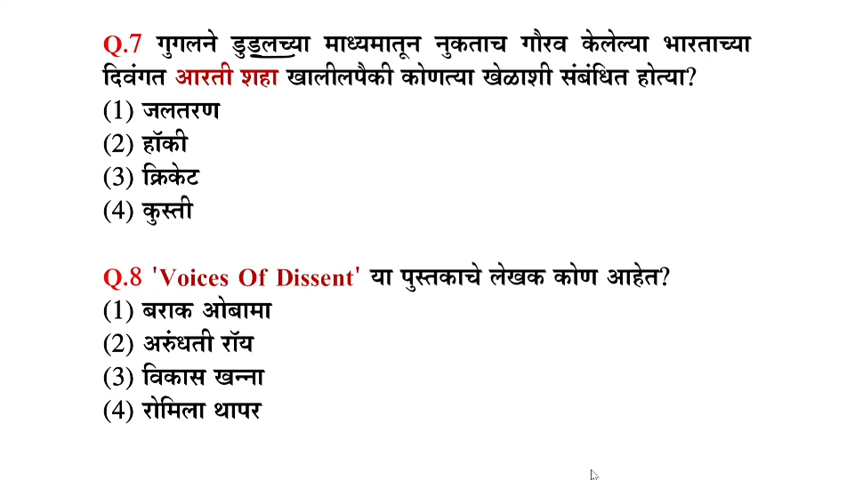 Q.7 गुगलने डुडलच्या माध्यमातून नुकताच गौरव केलेल्या भारताच्या
दिवंगत आरती शहा खालीलपैकी कोणत्या खेळाशी संबंधित होत्या?
(1) जलतरण
(2) हॉकी
(3) क्रिकेट
(4) कुस्ती
Q.8 'Voices Of Dissent' या पुस्तकाचे लेखक कोण आहेत?
(1) बराक ओबामा
(2) अरुंधती रॉय
(3) विकास खन्ना
(4) रोमिला थापर